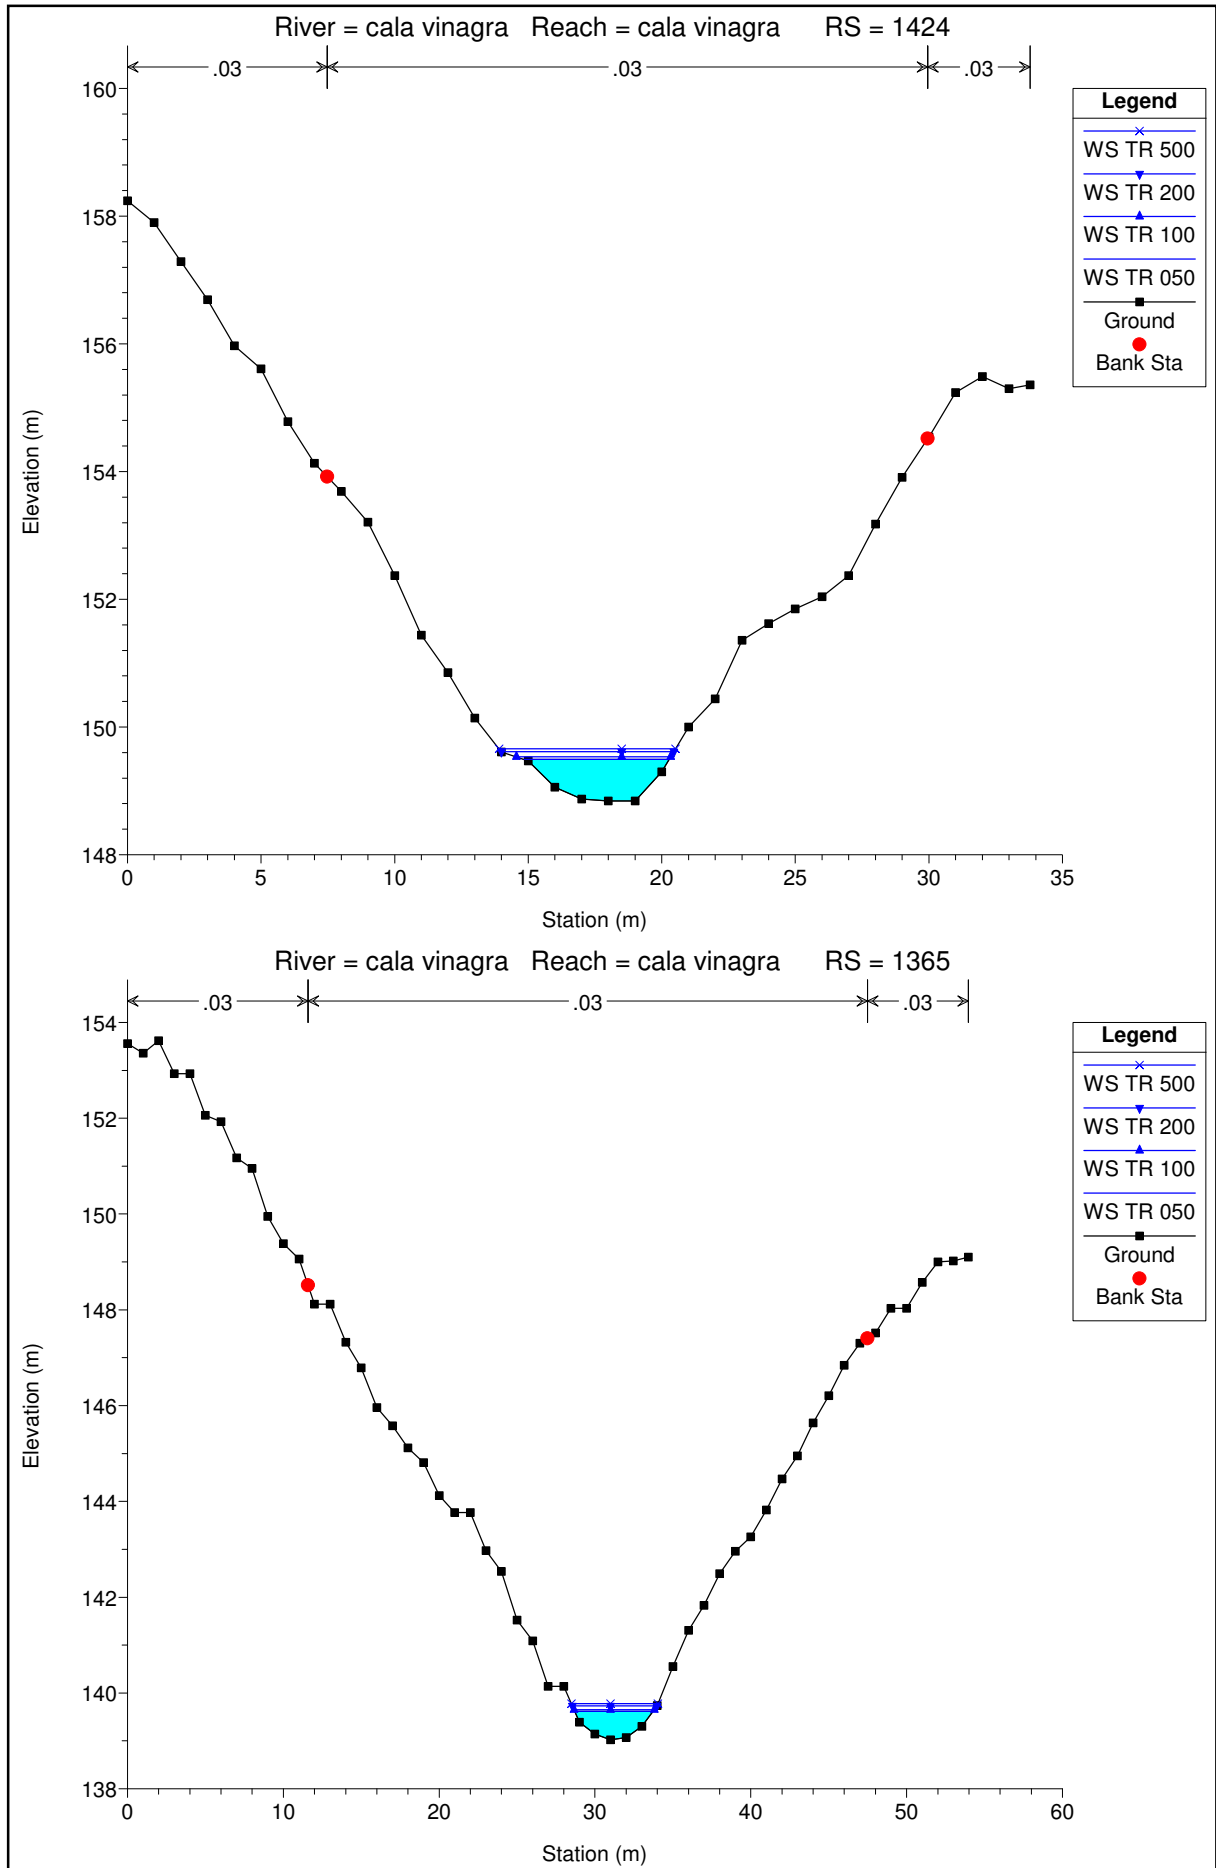 River = cala vinagra   Reach = cala vinagra   RS = 1424
.03 .03 .03
160
158
156
154
152
150
148
Elevation (m)
0 5 10 15 20 25 30 35
Station (m)
Legend
WS TR 500
WS TR 200
WS TR 100
WS TR 050
Ground
Bank Sta
River = cala vinagra   Reach = cala vinagra   RS = 1365
.03 .03 .03
154
152
150
148
146
144
142
140
138
Elevation (m)
0 10 20 30 40 50 60
Station (m)
Legend
WS TR 500
WS TR 200
WS TR 100
WS TR 050
Ground
Bank Sta